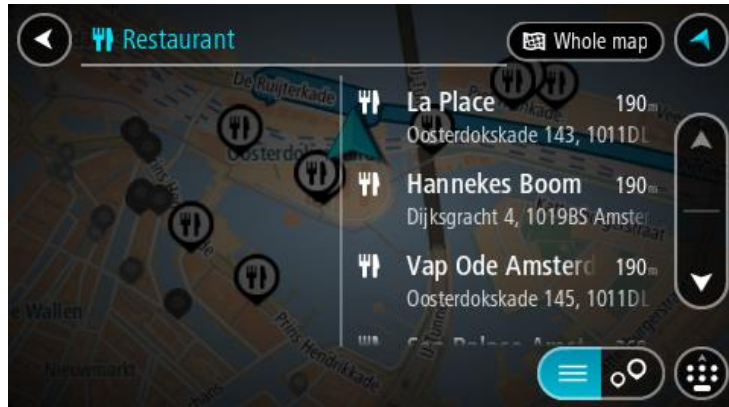 Restaurant
Whole map
De Ruijterkade
La Place 190m
Oosterdokskade 143, 1011DL
Hannekes Boom 190m
Dijksgracht 4, 1019BS Amster
Vap Ode Amsterd 190m
Oosterdokskade 145, 1011DL
Prins Hendrikkade
e Wallen
Nieuwmarkt